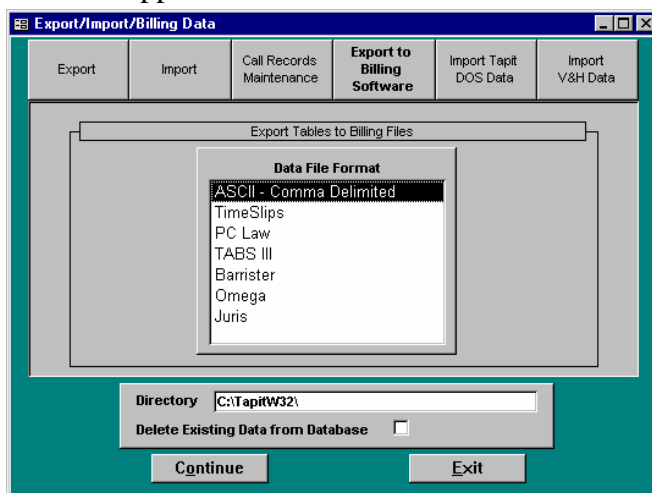 Export/Import/Billing Data
Export
Import
Call Records
Maintenance
Export to
Billing
Software
Import Tapit
DOS Data
Import
V&H Data
Export Tables to Billing Files
Data File Format
ASCII - Comma Delimited
TimeSlips
PC Law
TABS III
Barrister
Omega
Juris
Directory C:\TapitW32\
Delete Existing Data from Database
Continue Exit